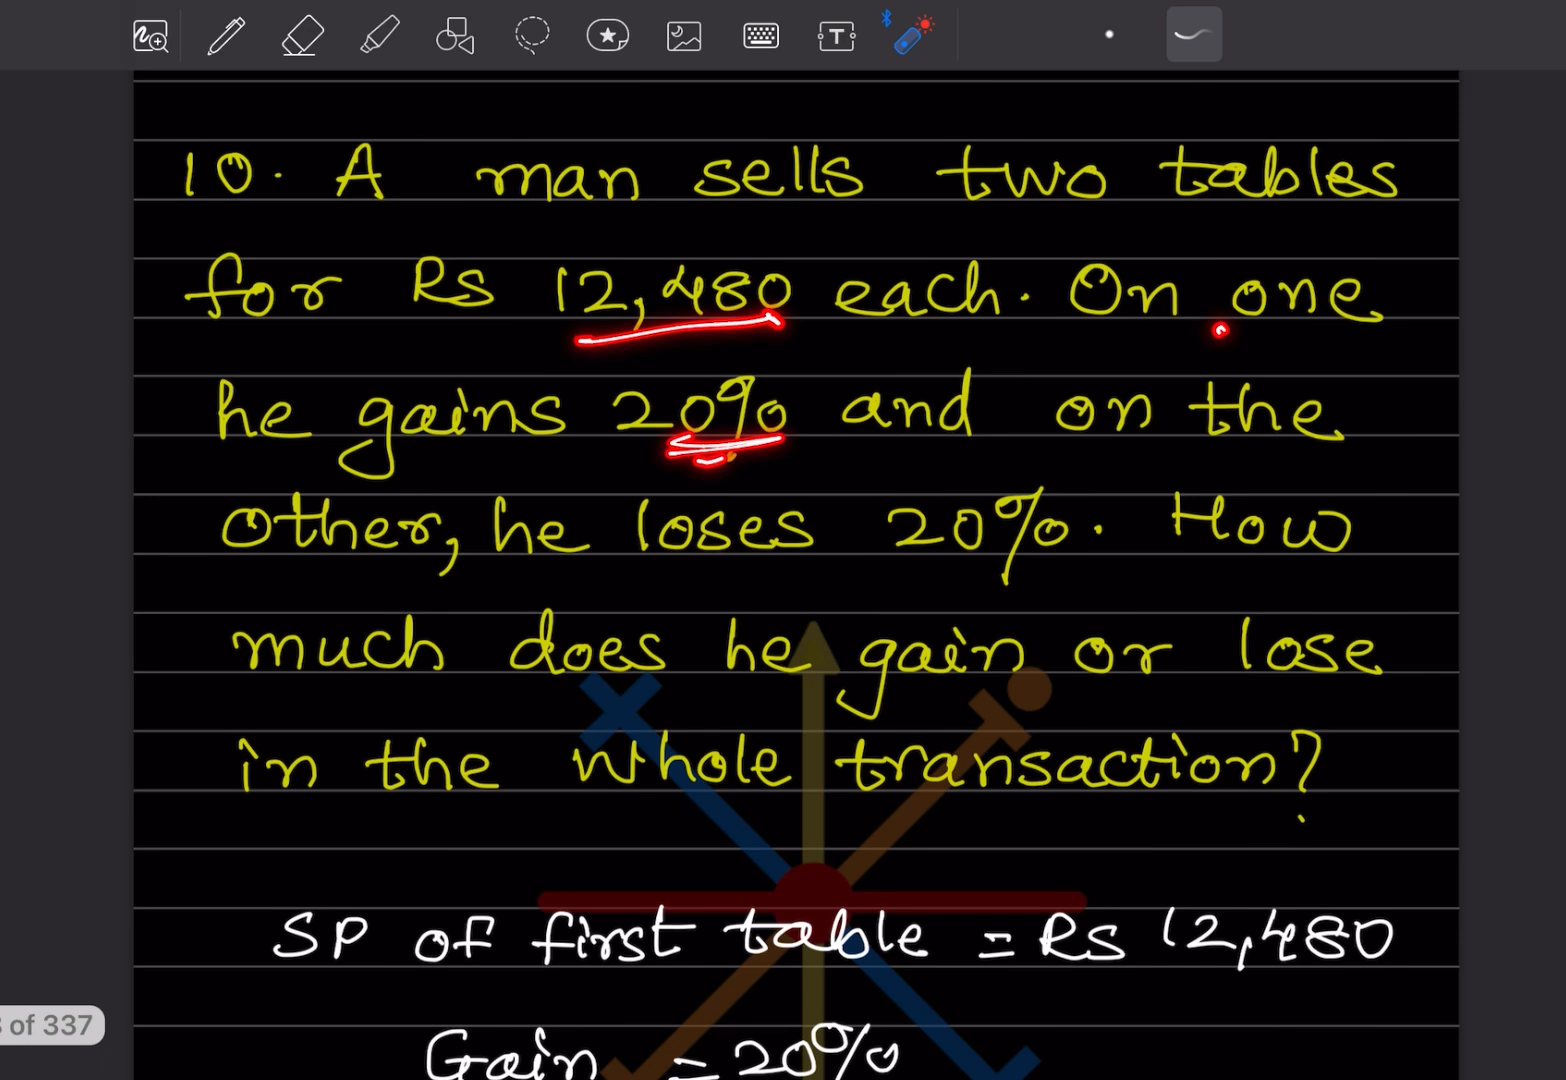 10. A man sells two tables
for Rs 12,480 each. On one
he gains 20% and on the
other, he loses 20%. How
much does he gain or lose
in the whole transaction?
SP of first table = Rs 12,480
of 337
Gain = 20%